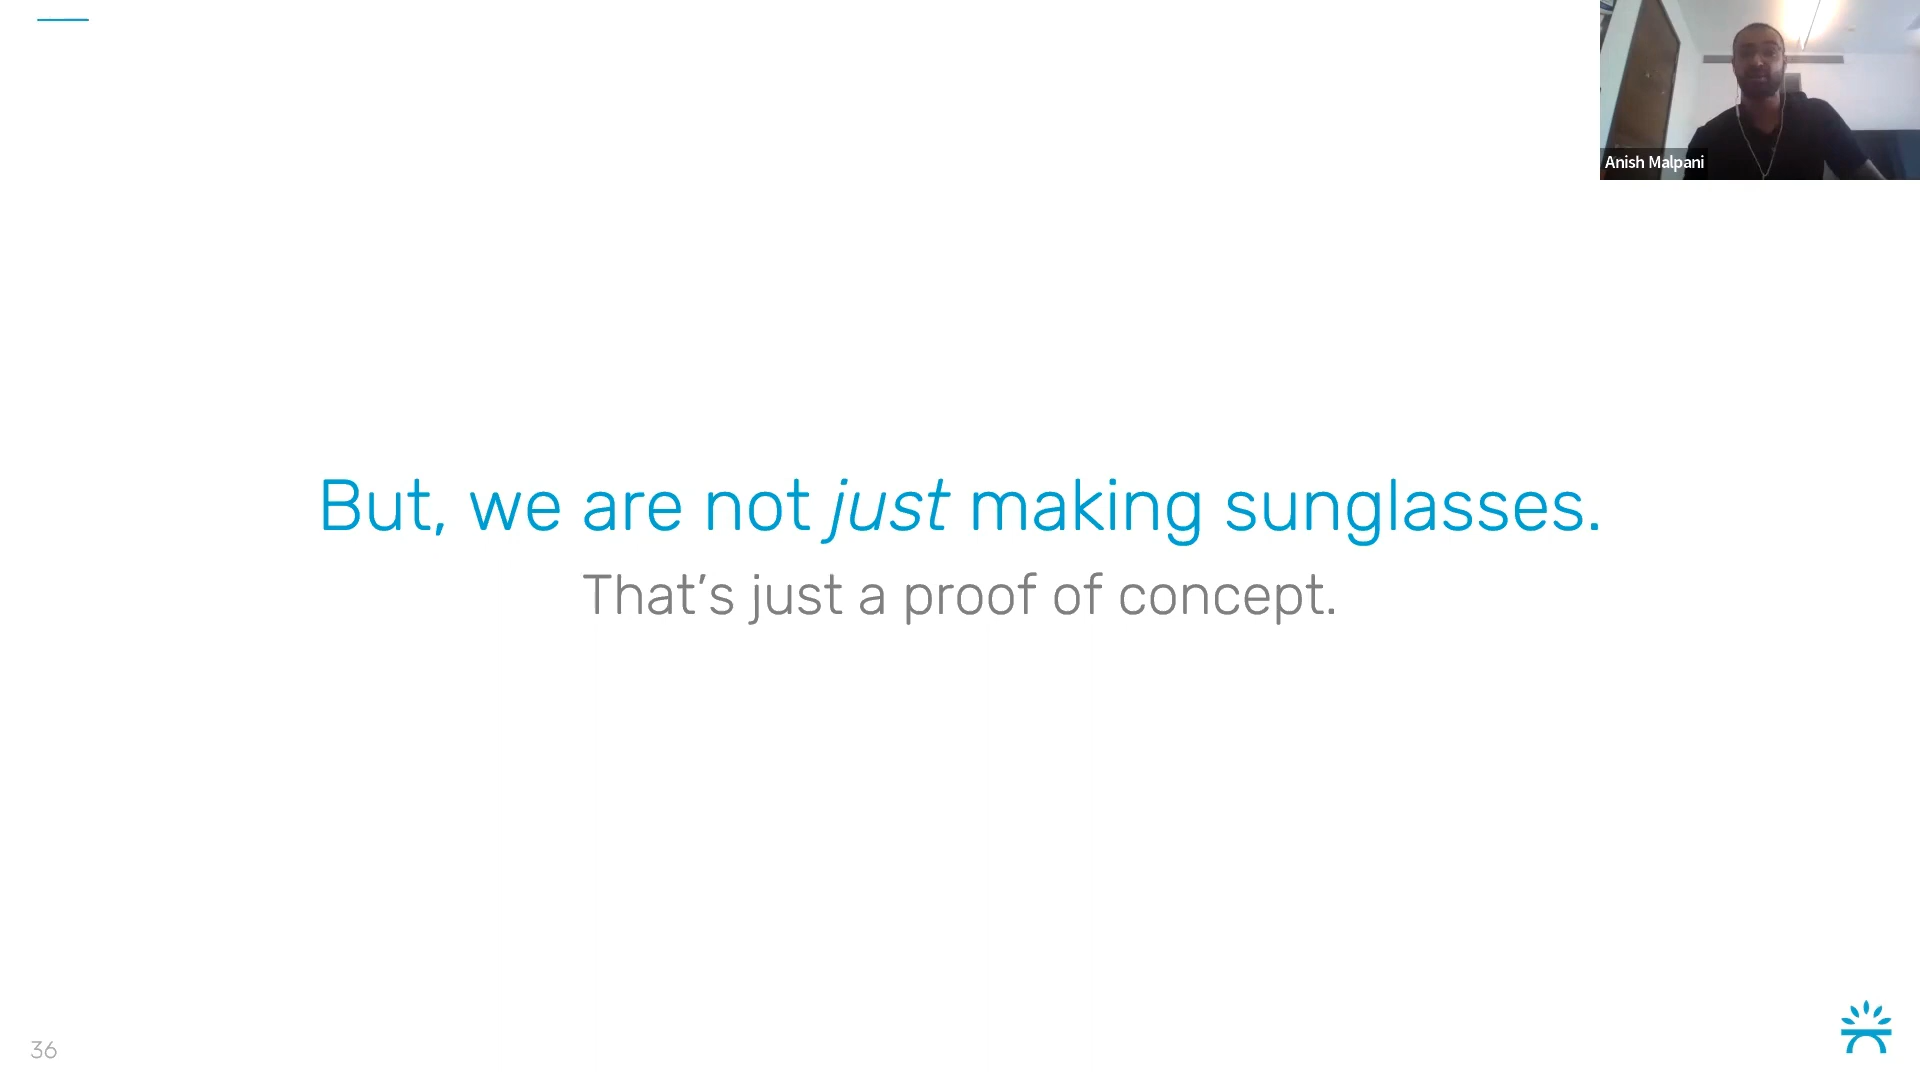 Anish Malpani
But, we are not just making sunglasses.
That’s just a proof of concept.
36